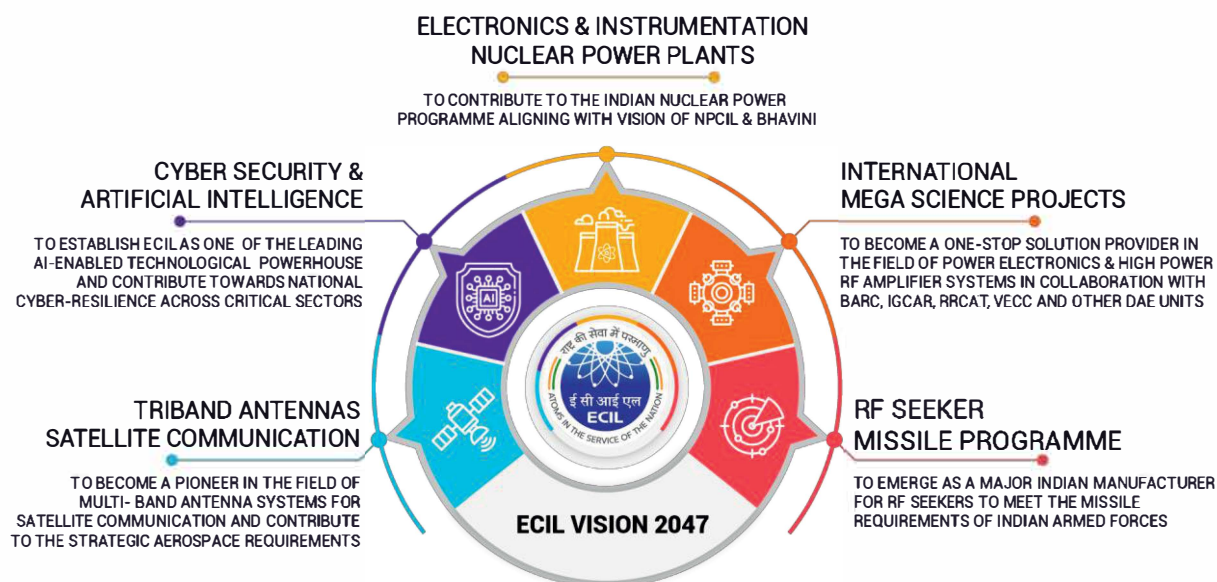 ELECTRONICS & INSTRUMENTATION
NUCLEAR POWER PLANTS
TO CONTRIBUTE TO THE INDIAN NUCLEAR POWER
PROGRAMME ALIGNING WITH VISION OF NPCIL & BHAVINI
CYBER SECURITY &
ARTIFICIAL INTELLIGENCE
TO ESTABLISH ECIL AS ONE OF THE LEADING
AI-ENABLED TECHNOLOGICAL POWERHOUSE
AND CONTRIBUTE TOWARDS NATIONAL
CYBER-RESILIENCE ACROSS CRITICAL SECTORS
INTERNATIONAL
MEGA SCIENCE PROJECTS
TO BECOME A ONE-STOP SOLUTION PROVIDER IN
THE FIELD OF POWER ELECTRONICS & HIGH POWER
RF AMPLIFIER SYSTEMS IN COLLABORATION WITH
BARC, IGCAR, RRCAT, VECC AND OTHER DAE UNITS
AI
राष्ट्र की सेवा में परमाणु
ई सी आई एल
ECIL
ATOMS IN THE SERVICE OF THE NATION
TRIBAND ANTENNAS
SATELLITE COMMUNICATION
TO BECOME A PIONEER IN THE FIELD OF
MULTI- BAND ANTENNA SYSTEMS FOR
SATELLITE COMMUNICATION AND CONTRIBUTE
TO THE STRATEGIC AEROSPACE REQUIREMENTS
RF SEEKER
MISSILE PROGRAMME
TO EMERGE AS A MAJOR INDIAN MANUFACTURER
FOR RF SEEKERS TO MEET THE MISSILE
REQUIREMENTS OF INDIAN ARMED FORCES
ECIL VISION 2047